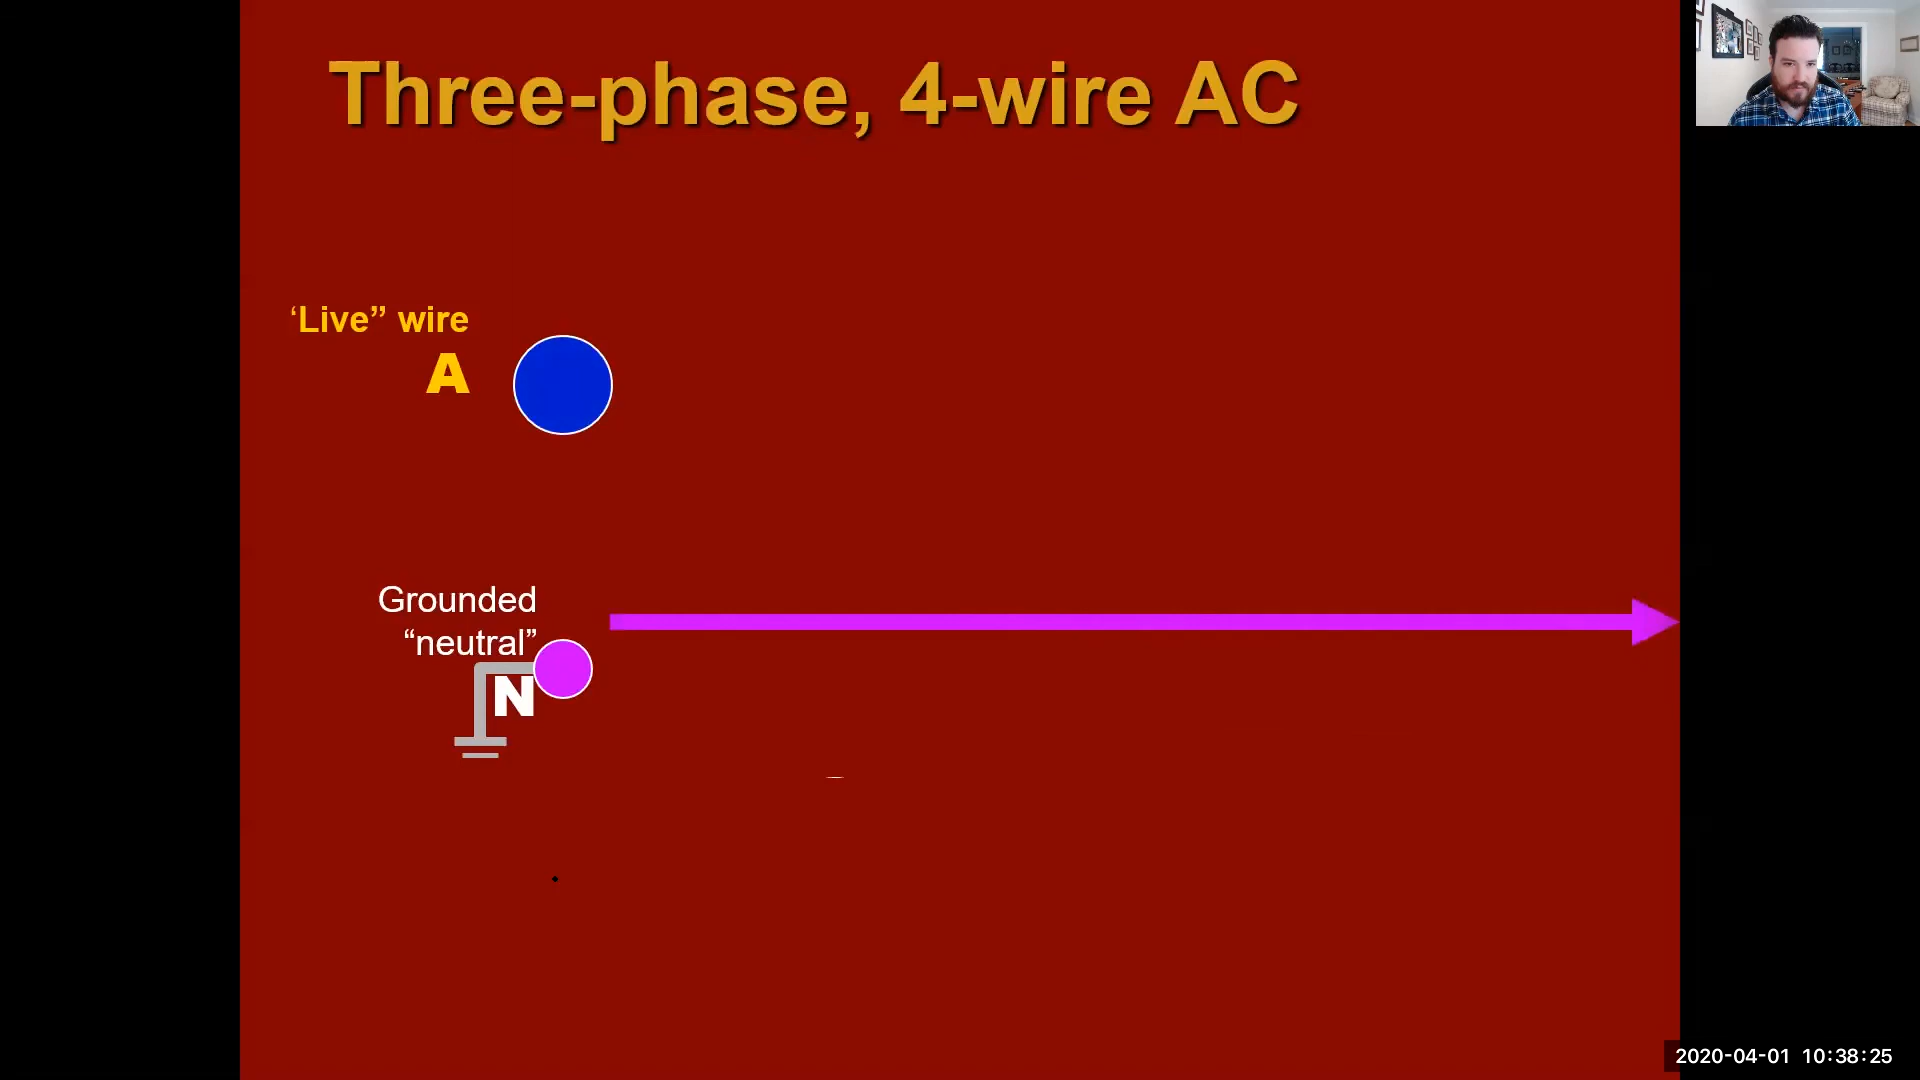 Three-phase, 4-wire AC
‘Live” wire
A
Grounded
“neutral”
N
2020-04-01 10:38:25